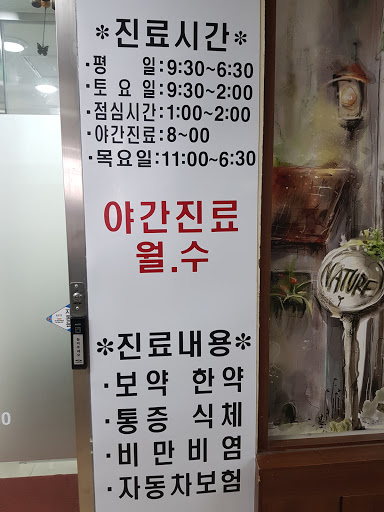 *진료시간*
·평 일:9:30~6:30
·토요일:9:30~2:00
·점심시간:1:00~2:00
·야간진료:8~00
·목요일:11:00~6:30
야간진료
월.수
*진료내용*
·보약 한약
·통증 식체
·비만비염
·자동차보험
NATURE